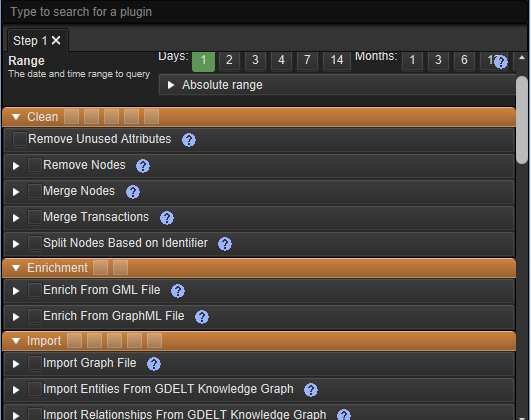 Type to search for a plugin
Step 1
Range
The date and time range to query
Days: 1 2 3 4 7 14 Months: 1 3 6
Absolute range
Clean
Remove Unused Attributes ?
Remove Nodes ?
Merge Nodes ?
Merge Transactions ?
Split Nodes Based on Identifier ?
Enrichment
Enrich From GML File ?
Enrich From GraphML File ?
Import
Import Graph File ?
Import Entities From GDELT Knowledge Graph ?
Import Relationships From GDELT Knowledge Graph ?